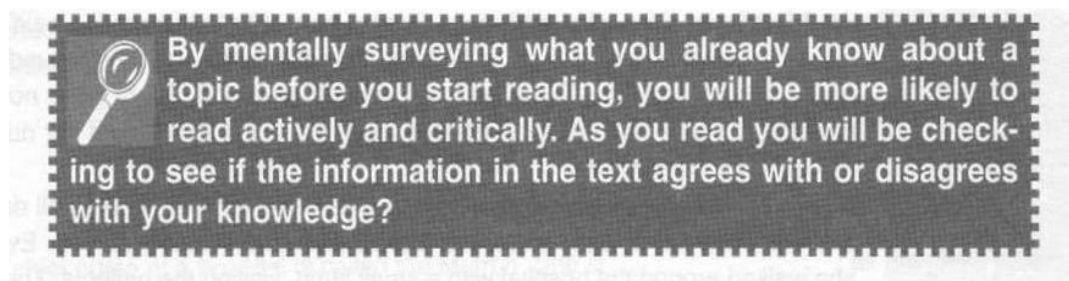 By mentally surveying what you already know about a
topic before you start reading, you will be more likely to
read actively and critically. As you read you will be check-
ing to see if the information in the text agrees with or disagrees
with your knowledge?